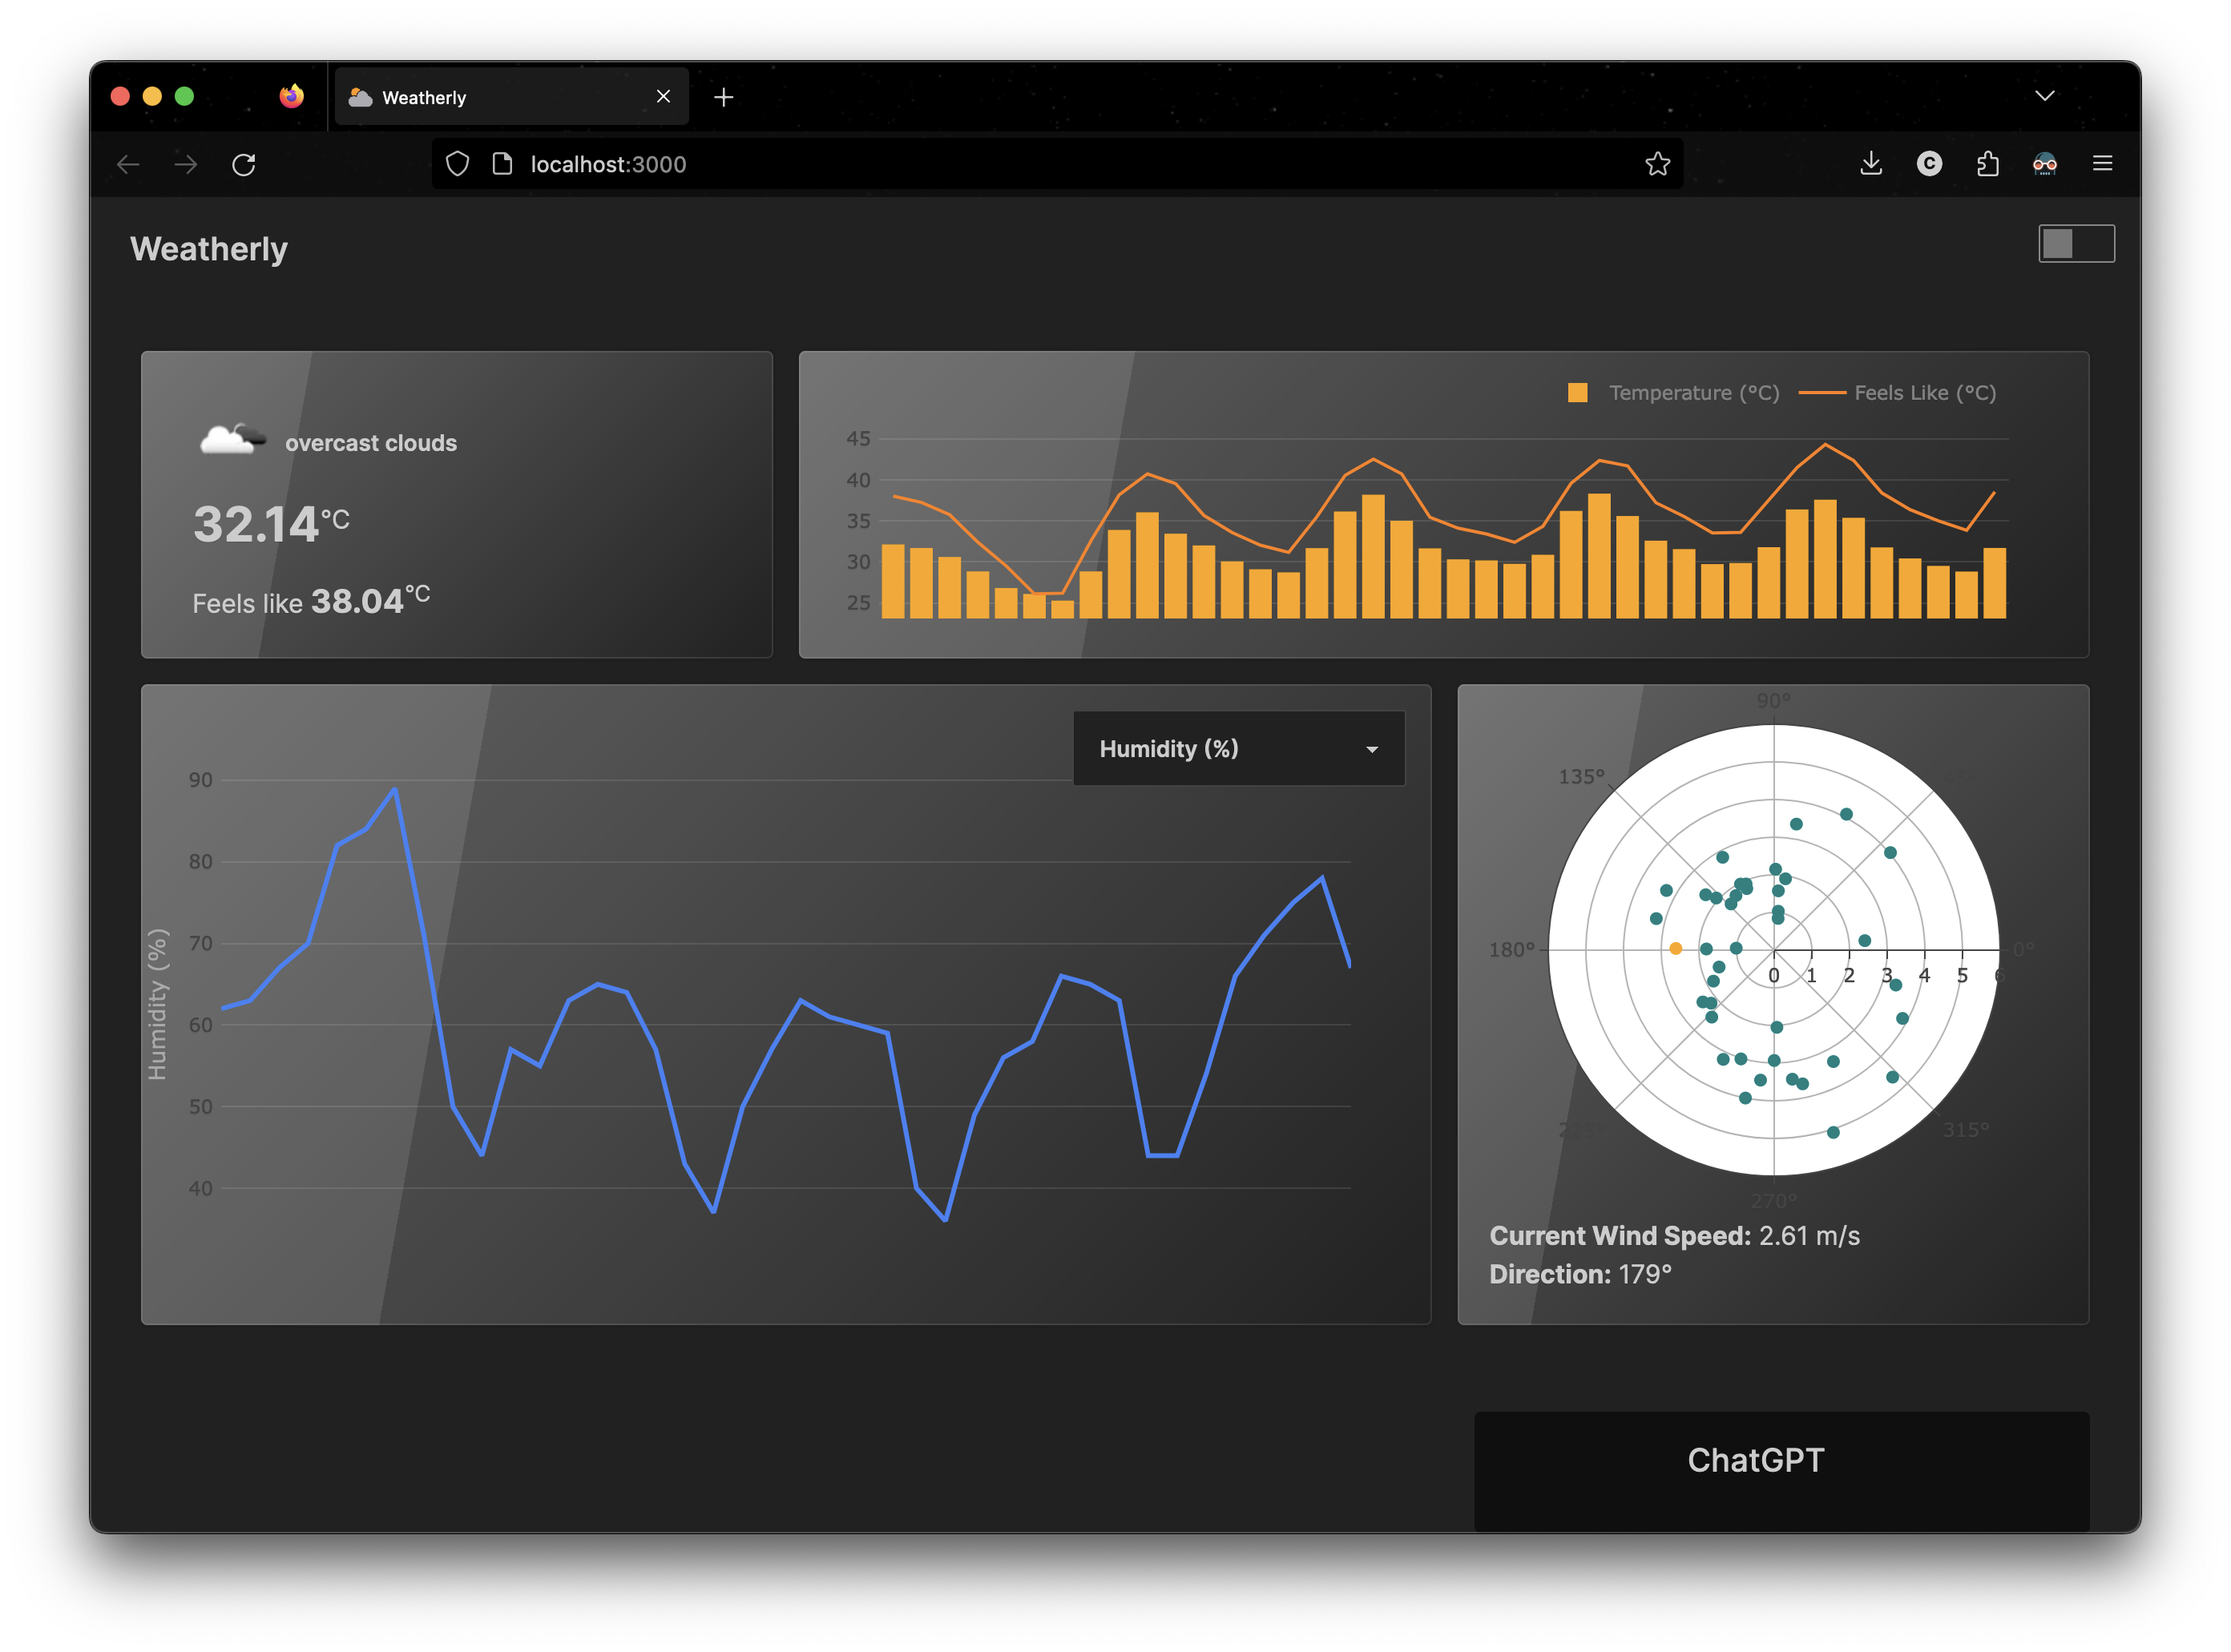 Weatherly
localhost:3000
Weatherly
overcast clouds
32.14°C
Feels like 38.04°C
Temperature (°C) Feels Like (°C)
45
40
35
30
25
Humidity (%)
90
80
70
60
50
40
Humidity (%)
90°
135°
180°
0°
0 1 2 3 4 5 6
315°
270°
Current Wind Speed: 2.61 m/s
Direction: 179°
ChatGPT